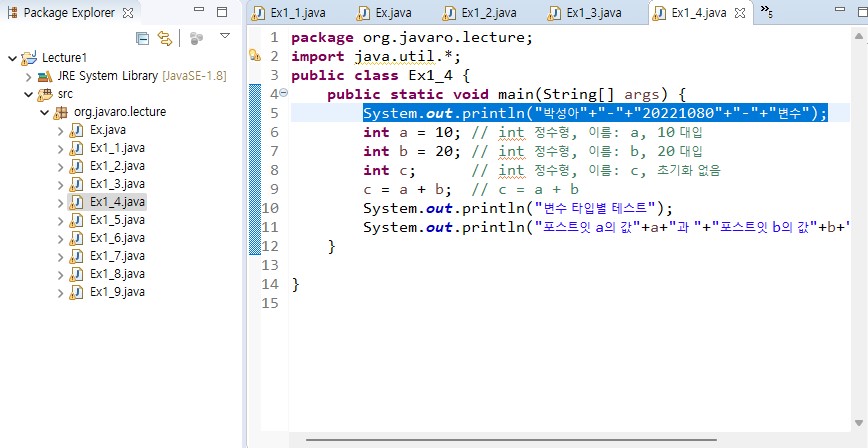 Package Explorer
Lecture1
JRE System Library [JavaSE-1.8]
src
org.javaro.lecture
Ex.java
Ex1_1.java
Ex1_2.java
Ex1_3.java
Ex1_4.java
Ex1_5.java
Ex1_6.java
Ex1_7.java
Ex1_8.java
Ex1_9.java
Ex1_1.java Ex.java Ex1_2.java Ex1_3.java Ex1_4.java »5
1 package org.javaro.lecture;
2 import java.util.*;
3 public class Ex1_4 {
4 public static void main(String[] args) {
5 System.out.println("박성아"+"-"+"20221080"+"-"+"변수");
6 int a = 10; // int 정수형, 이름: a, 10 대입
7 int b = 20; // int 정수형, 이름: b, 20 대입
8 int c; // int 정수형, 이름: c, 초기화 없음
9 c = a + b; // c = a + b
10 System.out.println("변수 타입별 테스트");
11 System.out.println("포스트잇 a의 값"+a+"과 "+"포스트잇 b의 값"+b+"
12 }
13
14 }
15